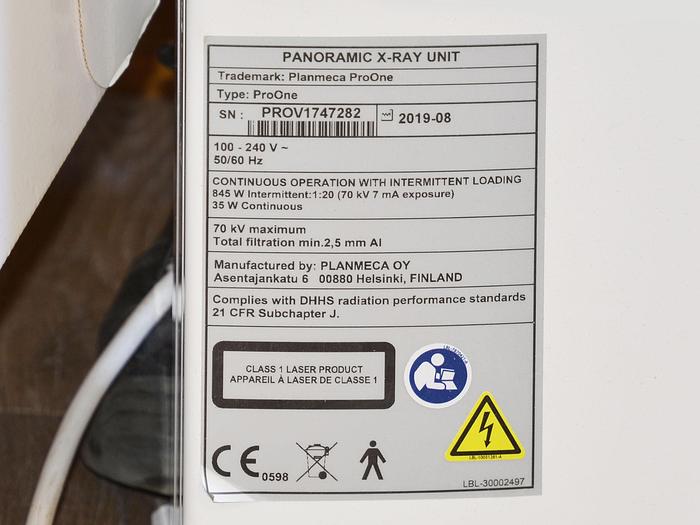 PANORAMIC X-RAY UNIT
Trademark: Planmeca ProOne
Type: ProOne
SN : PROV1747282 2019-08
100 - 240 V ~
50/60 Hz
CONTINUOUS OPERATION WITH INTERMITTENT LOADING
845 W Intermittent:1:20 (70 kV 7 mA exposure)
35 W Continuous
70 kV maximum
Total filtration min.2,5 mm Al
Manufactured by: PLANMECA OY
Asentajankatu 6 00880 Helsinki, FINLAND
Complies with DHHS radiation performance standards
21 CFR Subchapter J.
CLASS 1 LASER PRODUCT
APPAREIL À LASER DE CLASSE 1
CE 0598
LBL-30002497